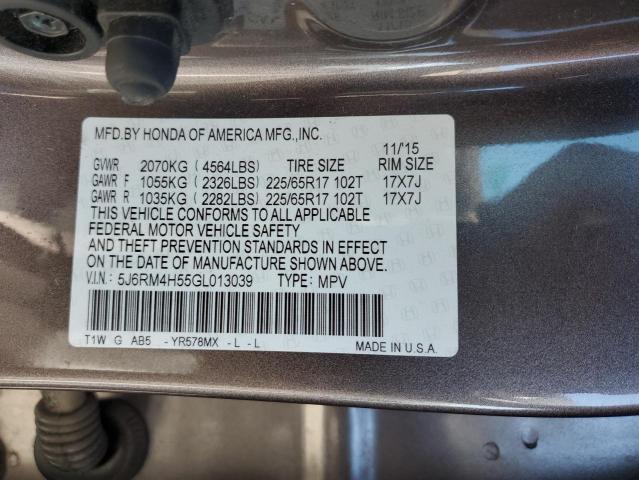 MFD.BY HONDA OF AMERICA MFG.,INC.
11/'15
GVWR 2070KG ( 4564LBS) TIRE SIZE RIM SIZE
GAWR F 1055KG ( 2326LBS) 225/65R17 102T 17X7J
GAWR R 1035KG ( 2282LBS) 225/65R17 102T 17X7J
THIS VEHICLE CONFORMS TO ALL APPLICABLE
FEDERAL MOTOR VEHICLE SAFETY
AND THEFT PREVENTION STANDARDS IN EFFECT
ON THE DATE OF MANUFACTURE SHOWN ABOVE.
V.I.N.: 5J6RM4H55GL013039 TYPE: MPV
T1W G AB5 - YR578MX - L - L
MADE IN U.S.A.